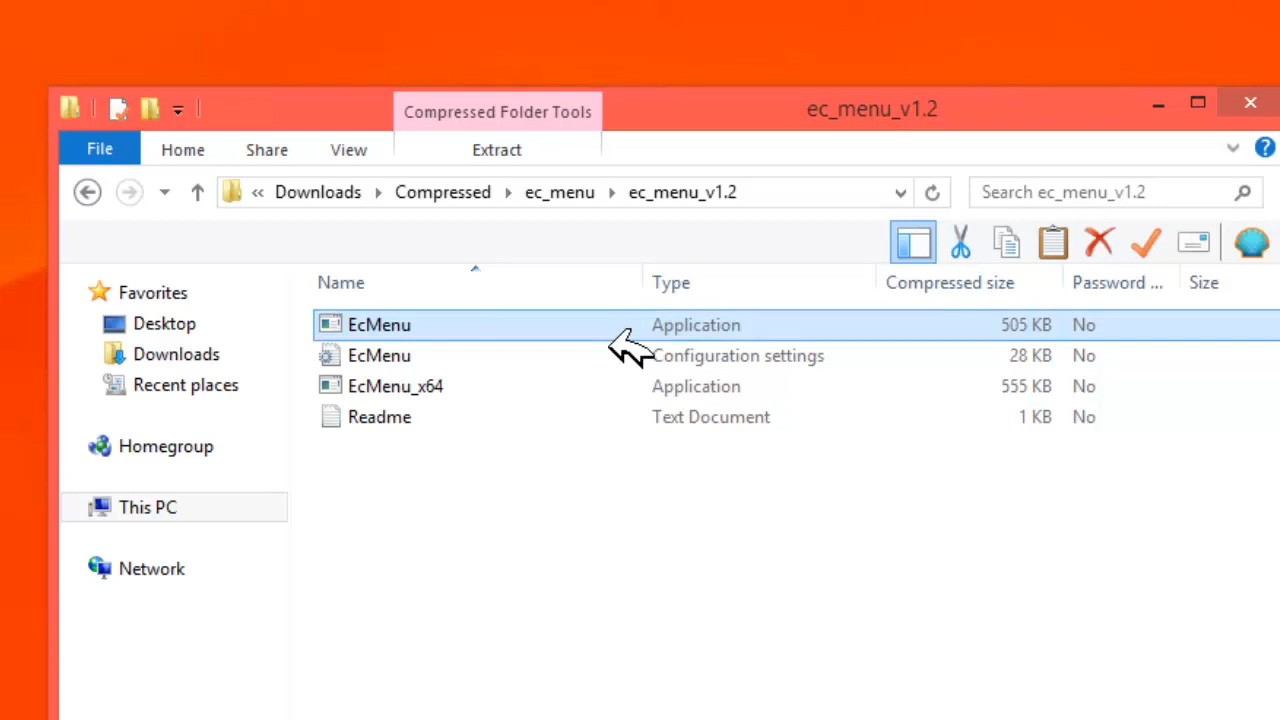 Compressed Folder Tools
ec_menu_v1.2
File
Home
Share
View
Extract
« Downloads Compressed ec_menu ec_menu_v1.2
Search ec_menu_v1.2
Name
Type
Compressed size
Password ...
Size
Favorites
Desktop
Downloads
Recent places
Homegroup
This PC
Network
EcMenu Application 505 KB No
EcMenu Configuration settings 28 KB No
EcMenu_x64 Application 555 KB No
Readme Text Document 1 KB No